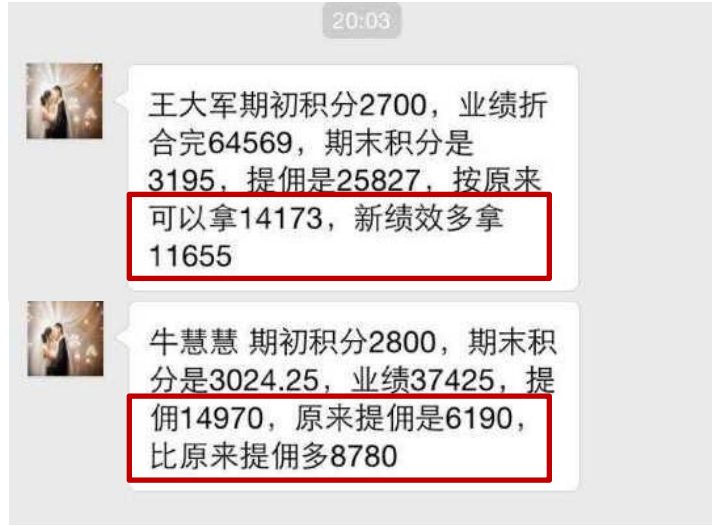 20:03
王大军期初积分2700，业绩折
合完64569，期末积分是
3195，提佣是25827，按原来
可以拿14173，新绩效多拿
11655
牛慧慧 期初积分2800，期末积
分是3024.25，业绩37425，提
佣14970，原来提佣是6190，
比原来提佣多8780